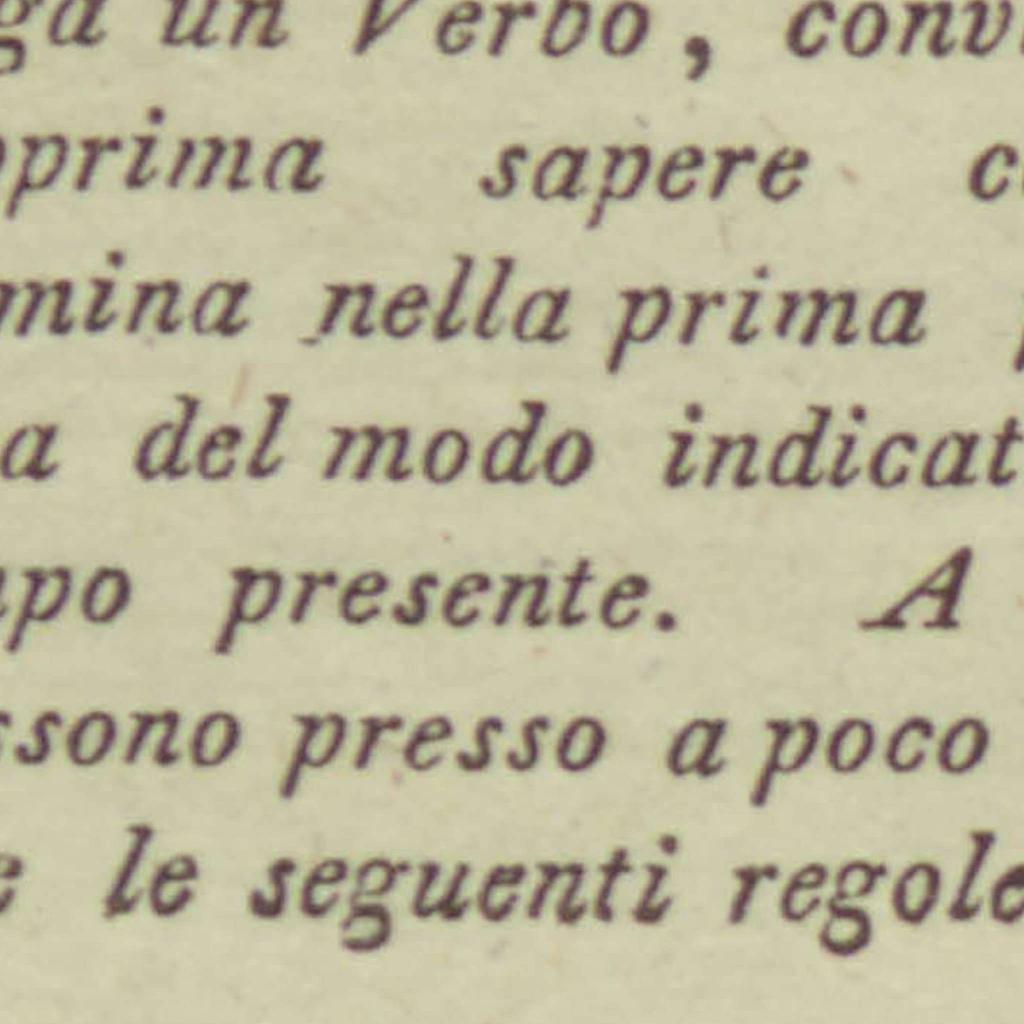 ga un Verbo, conv
prima sapere c
mina nella prima
a del modo indicat
po presente. A
ssono presso a poco
e le seguenti regole